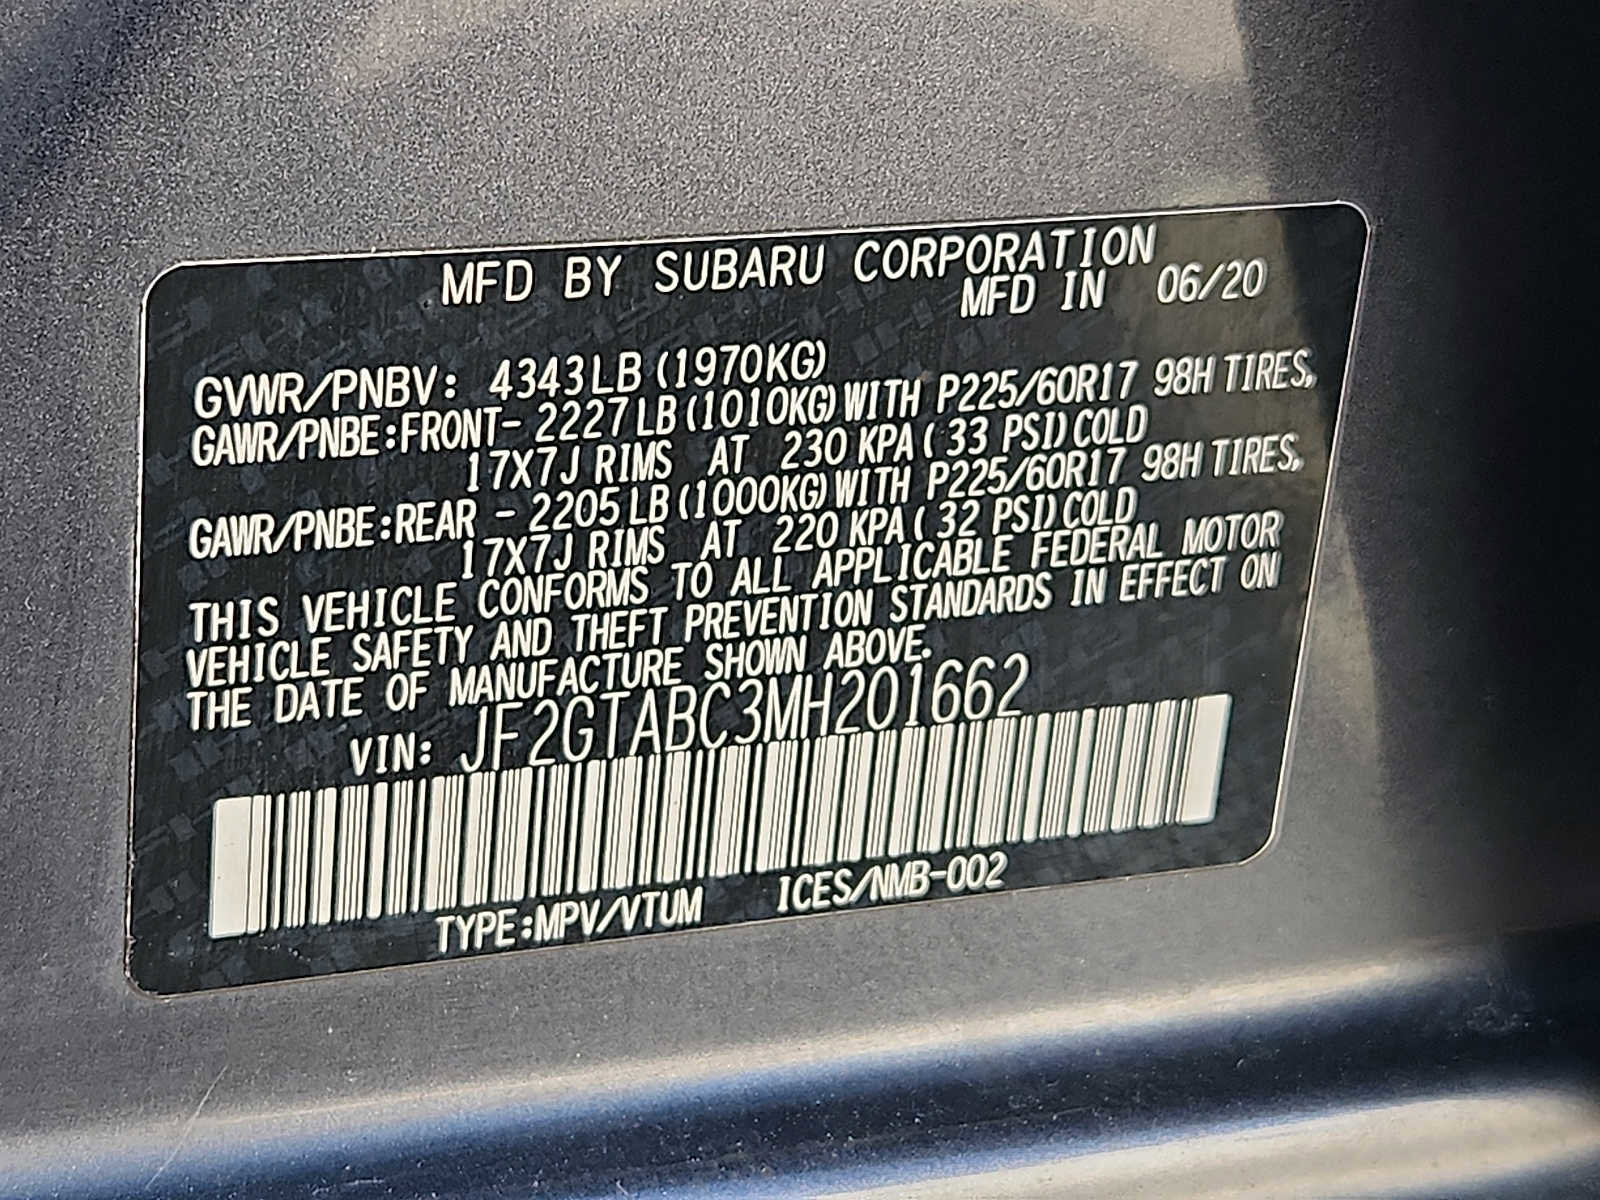 MFD BY SUBARU CORPORATION
MFD IN 06/20
GVWR/PNBV: 4343LB (1970KG)
GAWR/PNBE:FRONT- 2227LB(1010KG)WITH P225/60R17 98H TIRES,
17X7J RIMS AT 230 KPA( 33 PSI)COLD
GAWR/PNBE:REAR - 2205LB(1000KG)WITH P225/60R17 98H TIRES,
17X7J RIMS AT 220 KPA( 32 PSI)COLD
THIS VEHICLE CONFORMS TO ALL APPLICABLE FEDERAL MOTOR
VEHICLE SAFETY AND THEFT PREVENTION STANDARDS IN EFFECT ON
THE DATE OF MANUFACTURE SHOWN ABOVE.
VIN: JF2GTABC3MH201662
TYPE:MPV/VTUM ICES/NMB-002